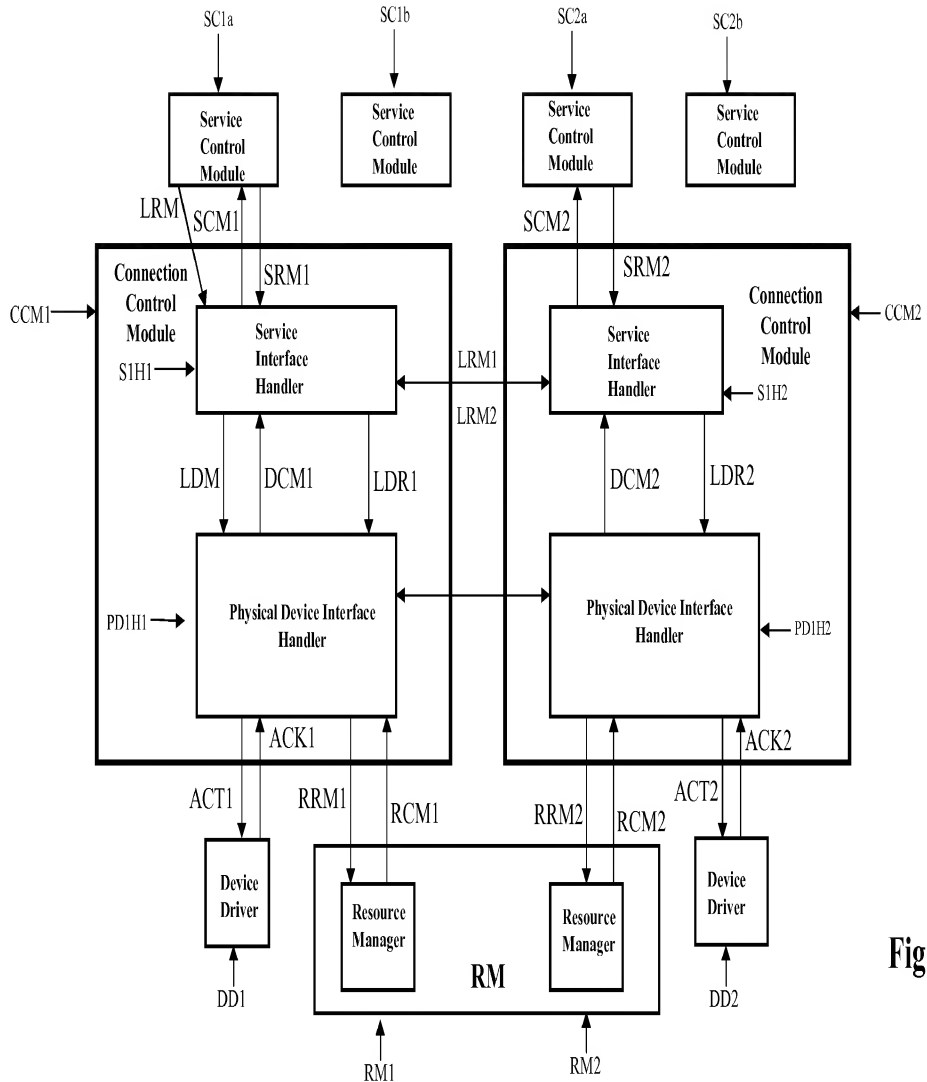 SC1a
SC1b
SC2a
SC2b
Service
Control
Module
Service
Control
Module
Service
Control
Module
Service
Control
Module
LRM
SCM1
SRM1
SCM2
SRM2
Connection
Control
Module
Connection
Control
Module
CCM1
CCM2
Service
Interface
Handler
Service
Interface
Handler
S1H1
S1H2
LRM1
LRM2
LDM
DCM1
LDR1
DCM2
LDR2
Physical Device Interface
Handler
Physical Device Interface
Handler
PD1H1
PD1H2
ACK1
ACK2
ACT1
RRM1
RCM1
RRM2
RCM2
ACT2
Device
Driver
Resource
Manager
Resource
Manager
Device
Driver
RM
Fig
DD1
DD2
RM1
RM2